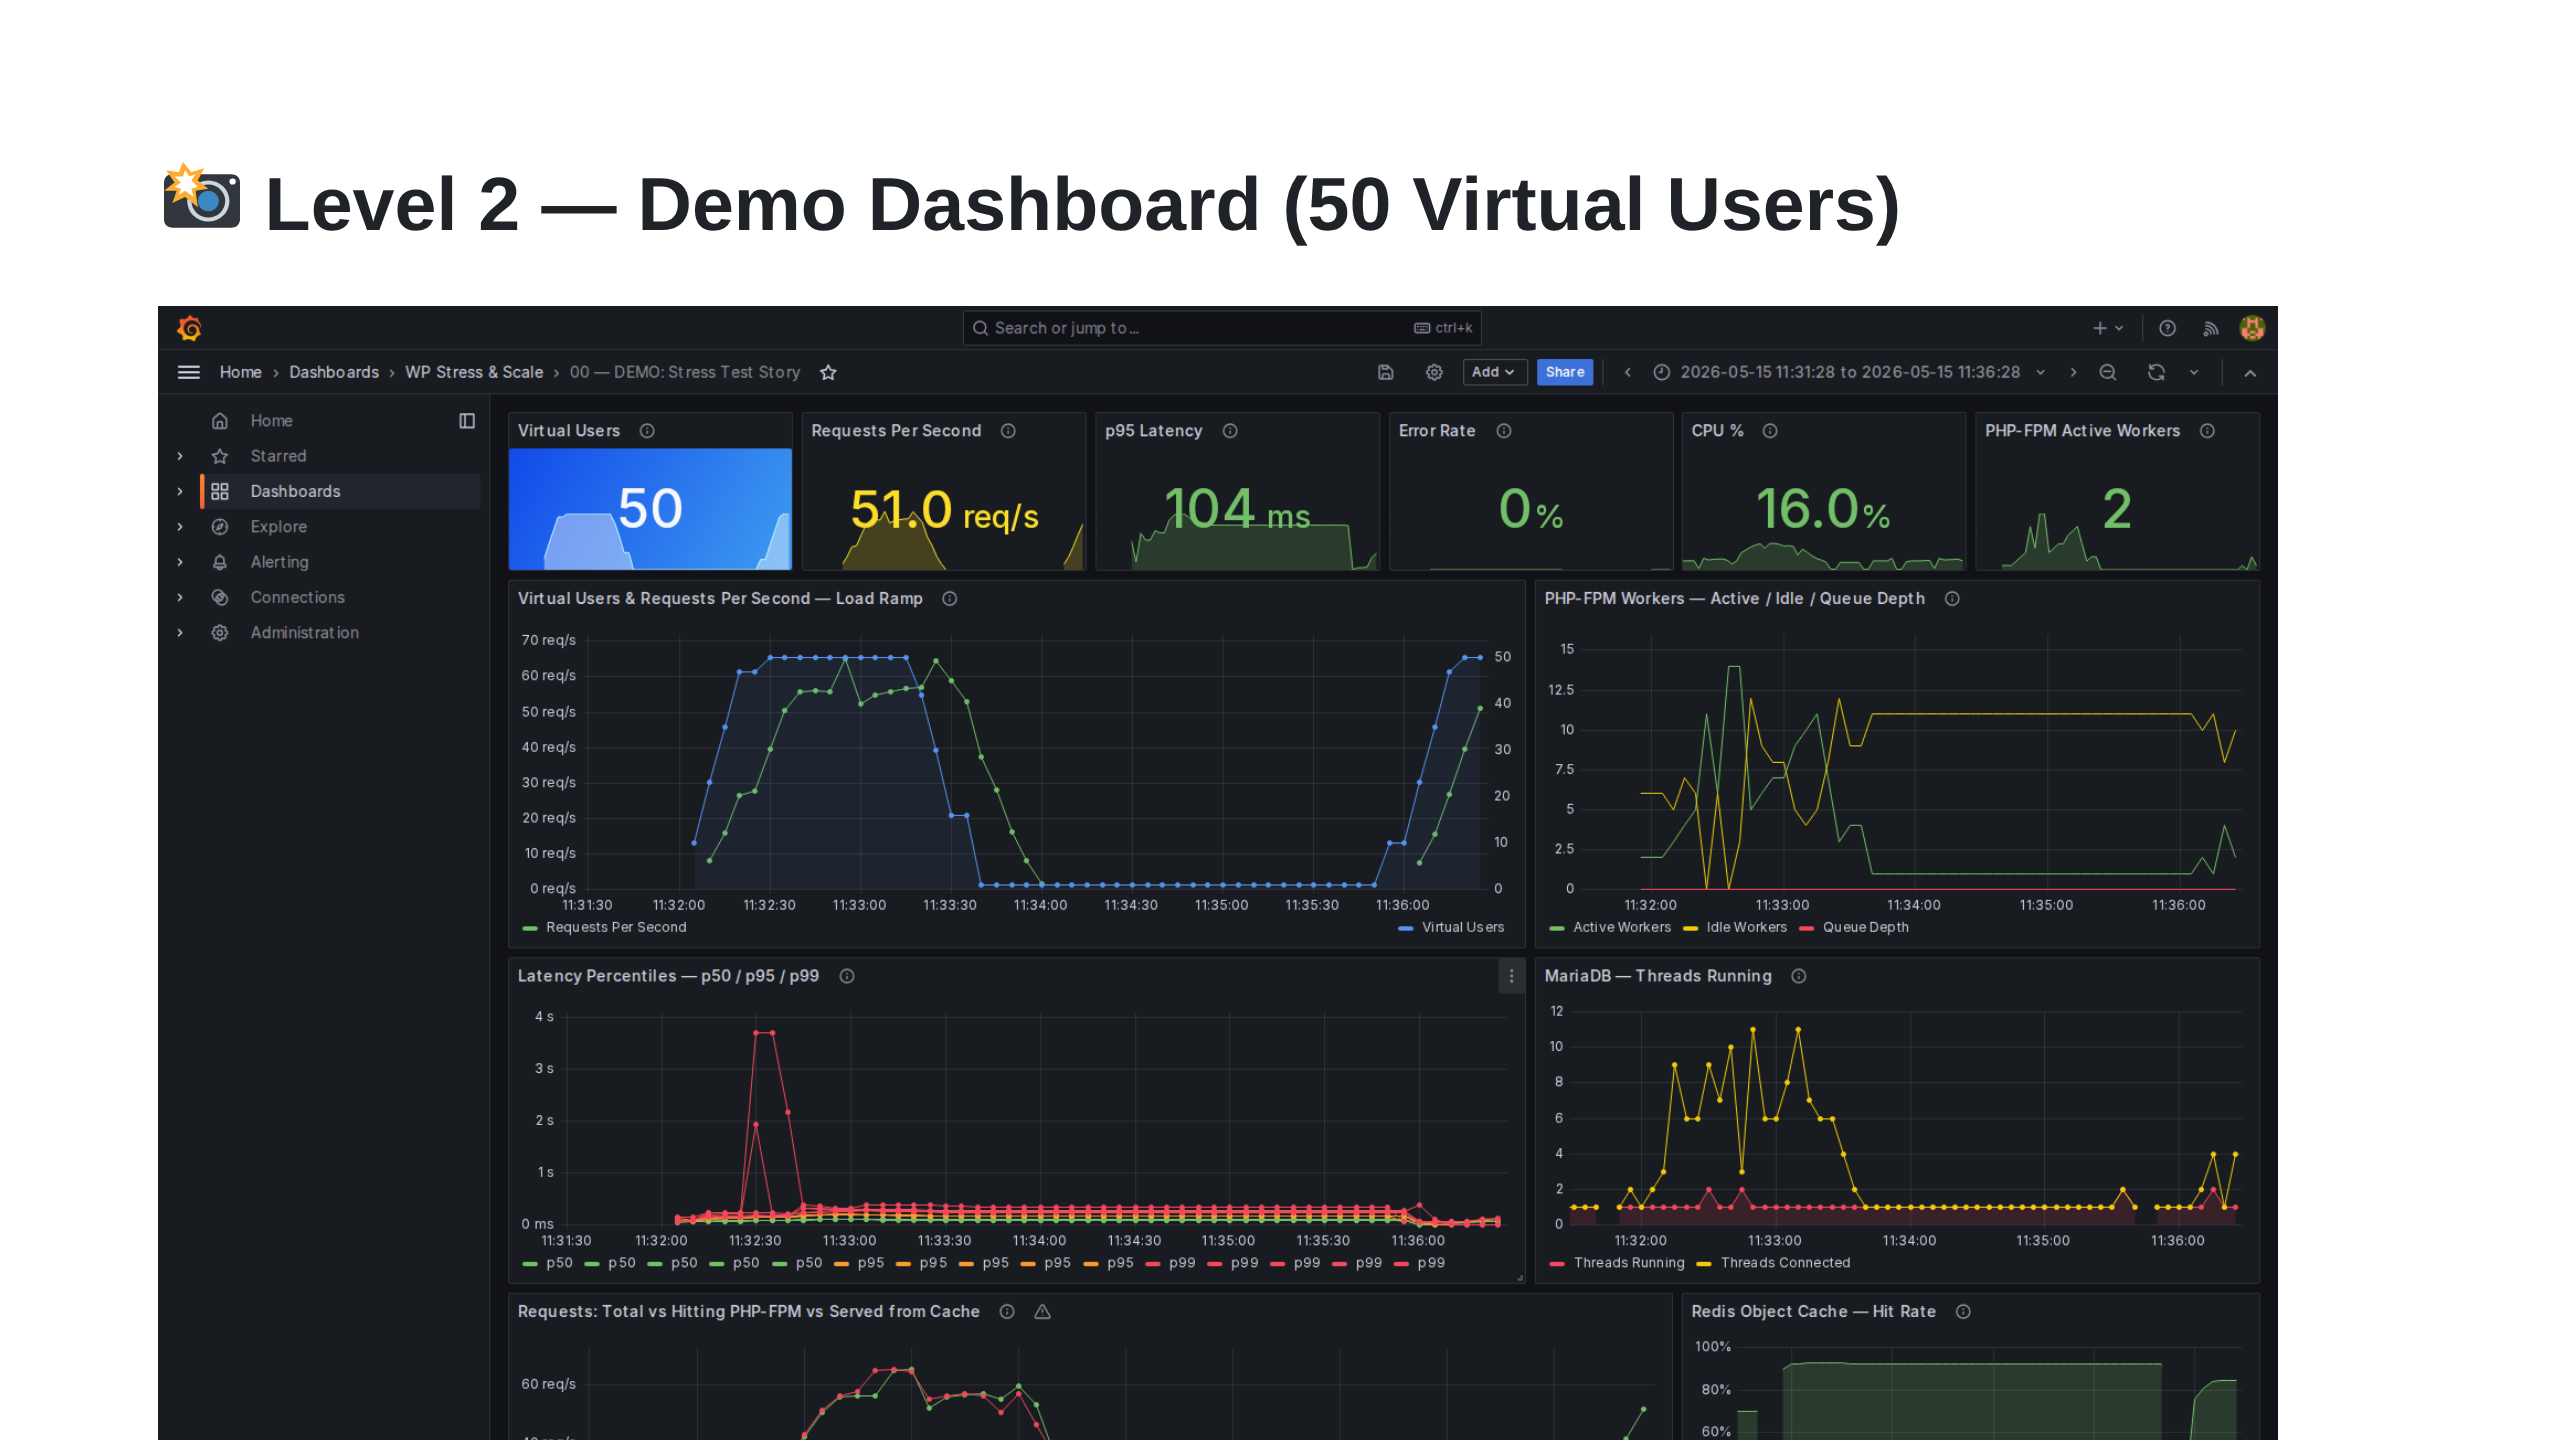 Level 2 — Demo Dashboard (50 Virtual Users)
Search or jump to...
ctrl+k
Home › Dashboards › WP Stress & Scale › 00 — DEMO: Stress Test Story
Add
Share
2026-05-15 11:31:28 to 2026-05-15 11:36:28
Home
Starred
Dashboards
Explore
Alerting
Connections
Administration
Virtual Users
50
Requests Per Second
51.0 req/s
p95 Latency
104 ms
Error Rate
0%
CPU %
16.0%
PHP-FPM Active Workers
2
Virtual Users & Requests Per Second — Load Ramp
70 req/s
60 req/s
50 req/s
40 req/s
30 req/s
20 req/s
10 req/s
0 req/s
50
40
30
20
10
0
11:31:30 11:32:00 11:32:30 11:33:00 11:33:30 11:34:00 11:34:30 11:35:00 11:35:30 11:36:00
Requests Per Second
Virtual Users
PHP-FPM Workers — Active / Idle / Queue Depth
15
12.5
10
7.5
5
2.5
0
11:32:00 11:33:00 11:34:00 11:35:00 11:36:00
Active Workers Idle Workers Queue Depth
Latency Percentiles — p50 / p95 / p99
4 s
3 s
2 s
1 s
0 ms
11:31:30 11:32:00 11:32:30 11:33:00 11:33:30 11:34:00 11:34:30 11:35:00 11:35:30 11:36:00
p50 p50 p50 p50 p50 p95 p95 p95 p95 p95 p99 p99 p99 p99 p99
MariaDB — Threads Running
12
10
8
6
4
2
0
11:32:00 11:33:00 11:34:00 11:35:00 11:36:00
Threads Running Threads Connected
Requests: Total vs Hitting PHP-FPM vs Served from Cache
60 req/s
Redis Object Cache — Hit Rate
100%
80%
60%